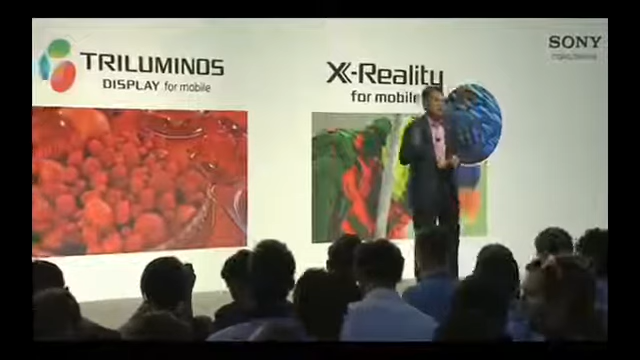 TRILUMINOS
DISPLAY for mobile
X-Reality
for mobile
SONY